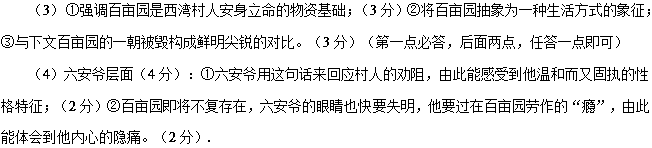 （3）①强调百亩园是西湾村人安身立命的物资基础；（3 分）②将百亩园抽象为一种生活方式的象征；
③与下文百亩园的一朝被毁构成鲜明尖锐的对比。（3 分）（第一点必答，后面两点，任答一点即可）
（4）六安爷层面（4 分）：①六安爷用这句话来回应村人的劝阻，由此能感受到他温和而又固执的性
格特征；（2 分）②百亩园即将不复存在，六安爷的眼睛也快要失明，他要过在百亩园劳作的“瘾”，由此
能体会到他内心的隐痛。（2 分）.